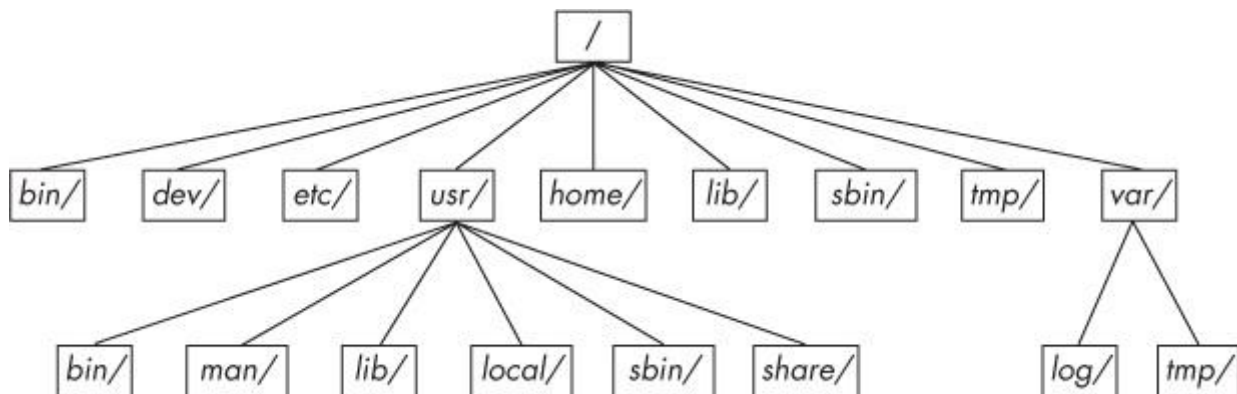 /
bin/ dev/ etc/ usr/ home/ lib/ sbin/ tmp/ var/
bin/ man/ lib/ local/ sbin/ share/ log/ tmp/